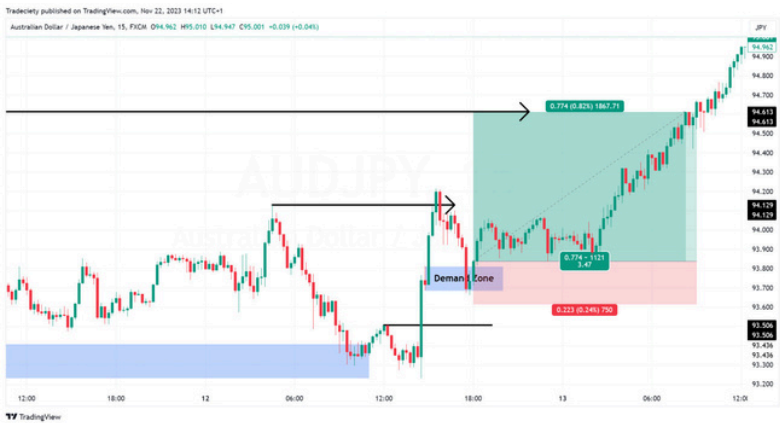 Tradeciety published on TradingView.com, Nov 22, 2023 14:12 UTC+1
Australian Dollar / Japanese Yen, 15, FXCM O94.962 H95.010 L94.947 C95.001 +0.039 (+0.04%)
JPY
94.962
94.900
94.800
94.700
0.774 (0.82%) 1867.71
94.613
94.613
94.500
94.400
94.300
AUDJPY
94.200
94.129
94.129
94.000
93.900
0.774 ~ 1121
3.47
93.800
Demand Zone
93.700
0.223 (0.24%) 750
93.600
93.506
93.506
93.436
93.436
93.300
93.200
12:00 18:00 12 06:00 12:00 18:00 13 06:00 12:0
TradingView